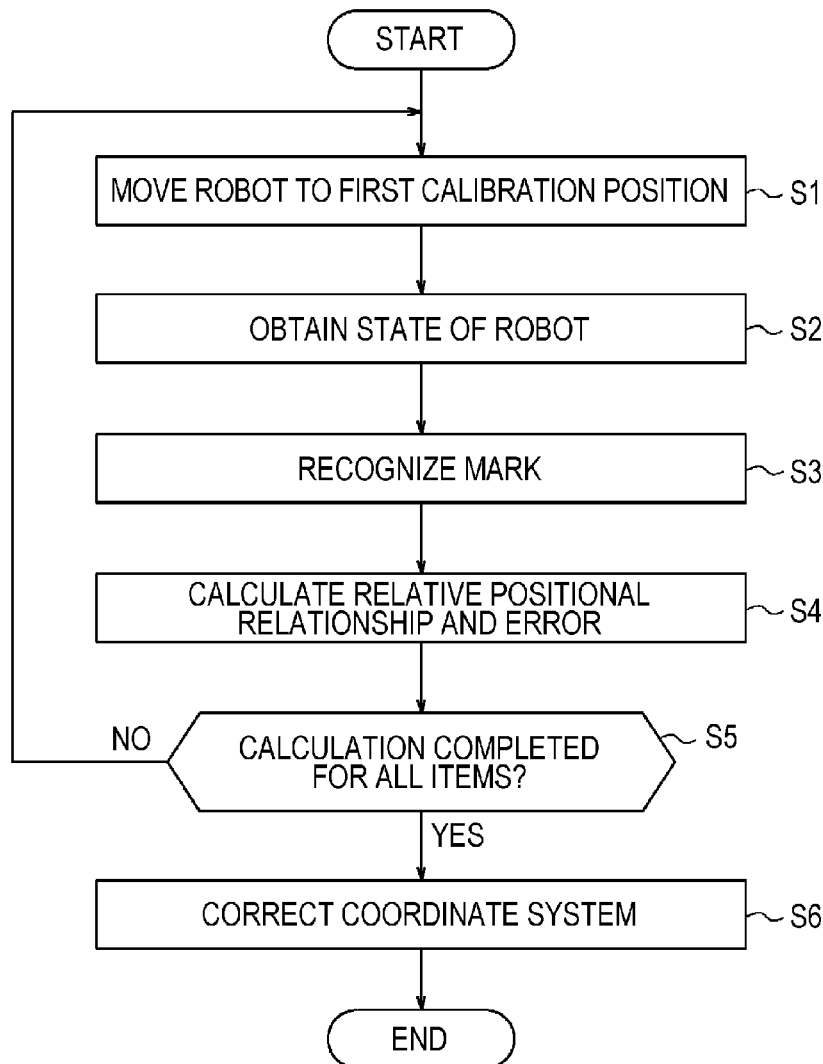 START
MOVE ROBOT TO FIRST CALIBRATION POSITION
S1
OBTAIN STATE OF ROBOT
S2
RECOGNIZE MARK
S3
CALCULATE RELATIVE POSITIONAL
RELATIONSHIP AND ERROR
S4
NO
CALCULATION COMPLETED
FOR ALL ITEMS?
S5
YES
CORRECT COORDINATE SYSTEM
S6
END